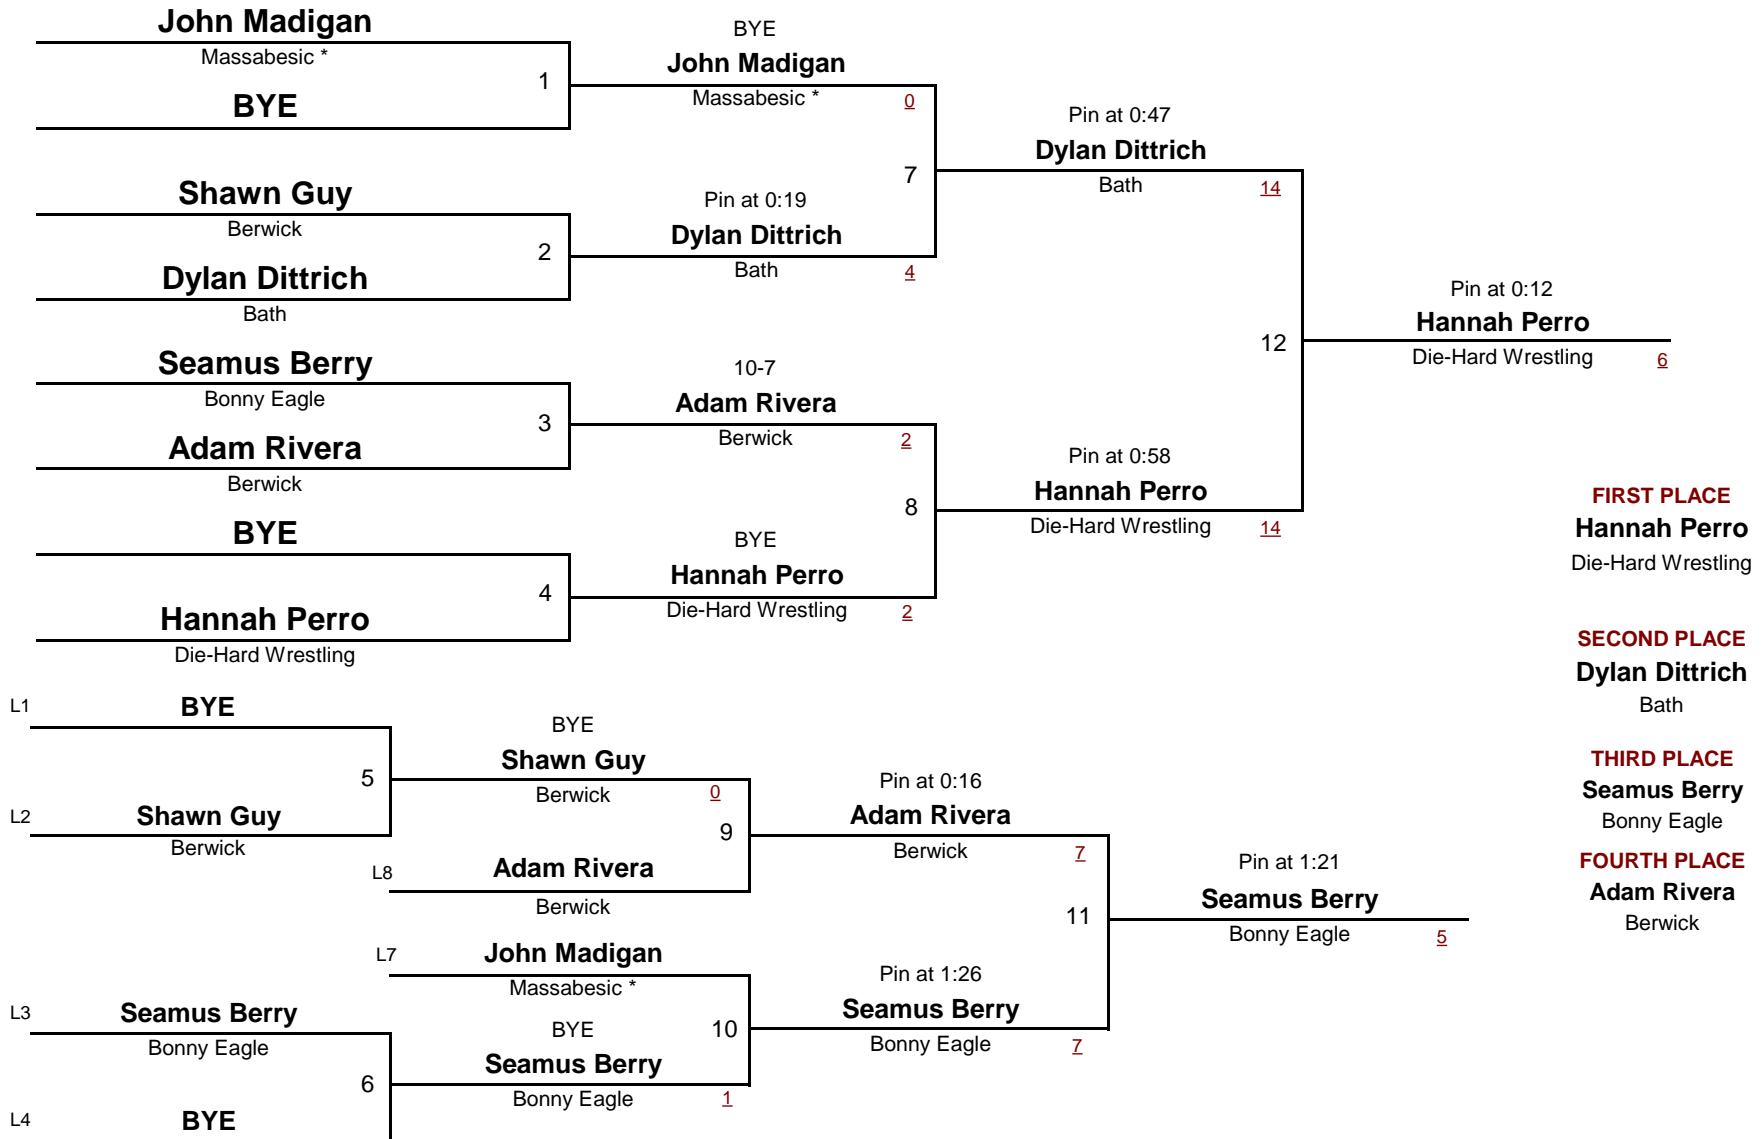 John Madigan
Massabesic *
1
BYE
BYE
John Madigan
Massabesic *
0
Shawn Guy
Berwick
2
Dylan Dittrich
Bath
Pin at 0:19
Dylan Dittrich
Bath
4
7
Pin at 0:47
Dylan Dittrich
Bath
14
Seamus Berry
Bonny Eagle
3
Adam Rivera
Berwick
10-7
Adam Rivera
Berwick
2
BYE
4
Hannah Perro
Die-Hard Wrestling
BYE
Hannah Perro
Die-Hard Wrestling
2
8
Pin at 0:58
Hannah Perro
Die-Hard Wrestling
14
12
Pin at 0:12
Hannah Perro
Die-Hard Wrestling
6
FIRST PLACE
Hannah Perro
Die-Hard Wrestling
SECOND PLACE
Dylan Dittrich
Bath
THIRD PLACE
Seamus Berry
Bonny Eagle
FOURTH PLACE
Adam Rivera
Berwick
L1
BYE
5
L2
Shawn Guy
Berwick
BYE
Shawn Guy
Berwick
0
9
L8
Adam Rivera
Berwick
Pin at 0:16
Adam Rivera
Berwick
7
L7
John Madigan
Massabesic *
10
L3
Seamus Berry
Bonny Eagle
6
L4
BYE
BYE
Seamus Berry
Bonny Eagle
1
Pin at 1:26
Seamus Berry
Bonny Eagle
7
11
Pin at 1:21
Seamus Berry
Bonny Eagle
5